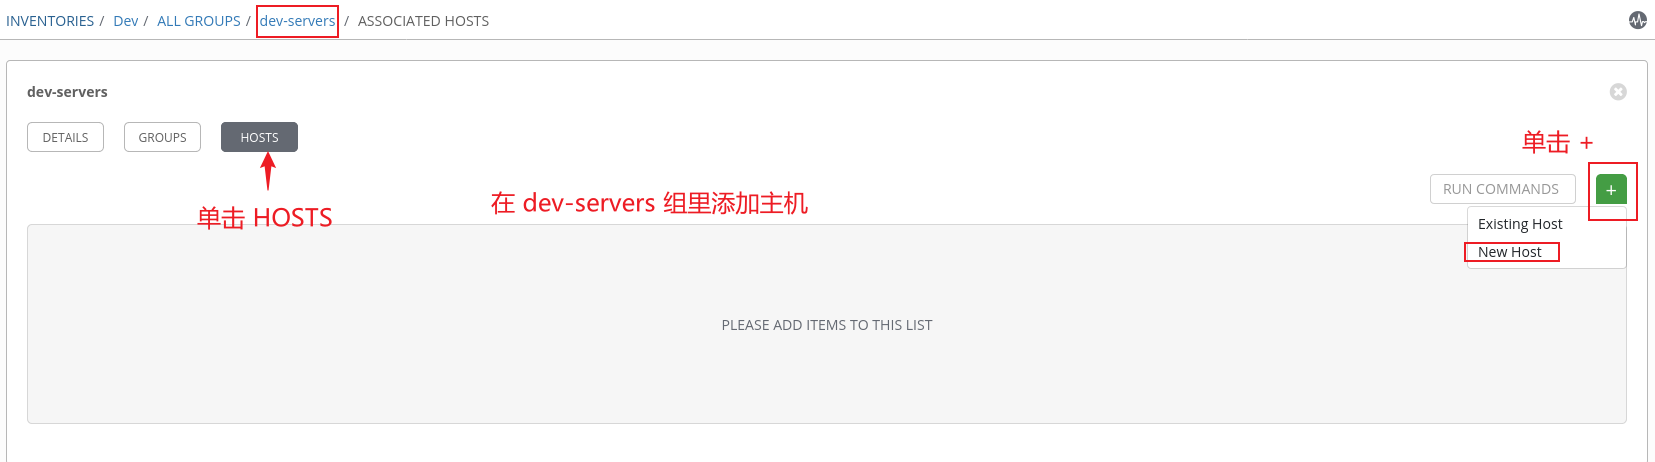 INVENTORIES / Dev / ALL GROUPS / dev-servers / ASSOCIATED HOSTS
dev-servers
DETAILS GROUPS HOSTS
单击 +
RUN COMMANDS +
单击 HOSTS
在 dev-servers 组里添加主机
Existing Host
New Host
PLEASE ADD ITEMS TO THIS LIST